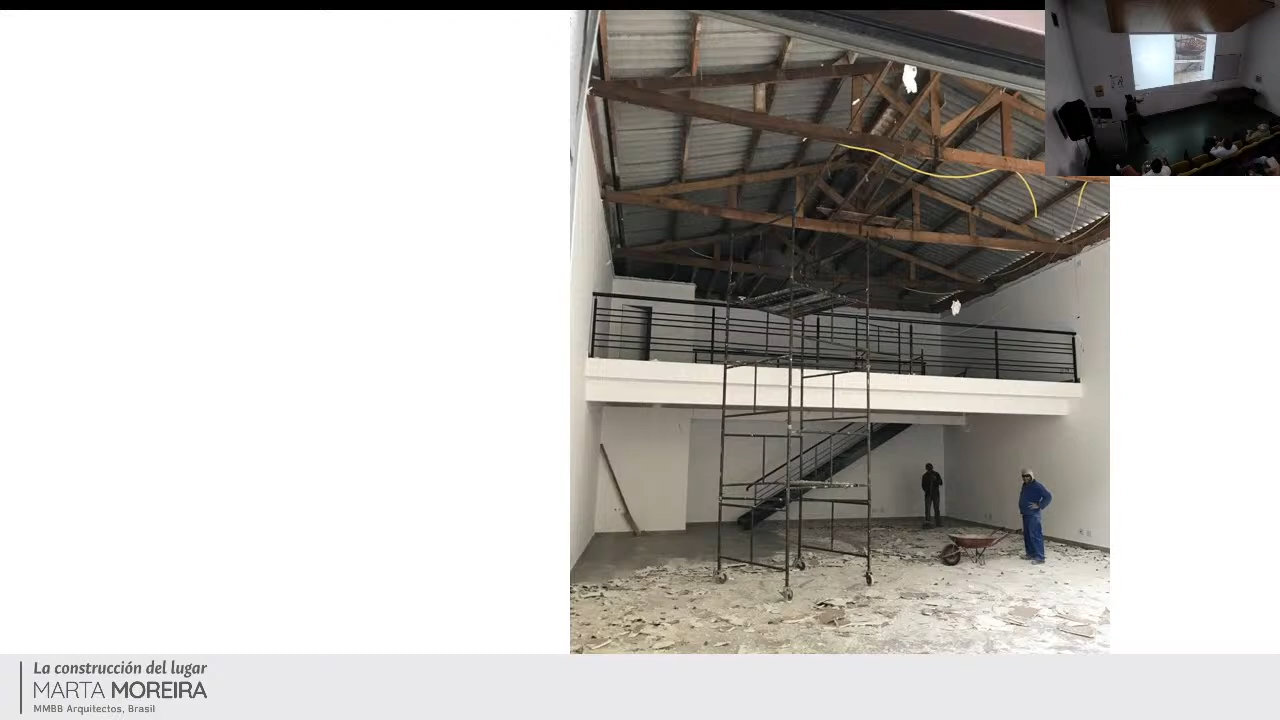 La construcción del lugar
MARTA MOREIRA
MMBB Arquitectos, Brasil